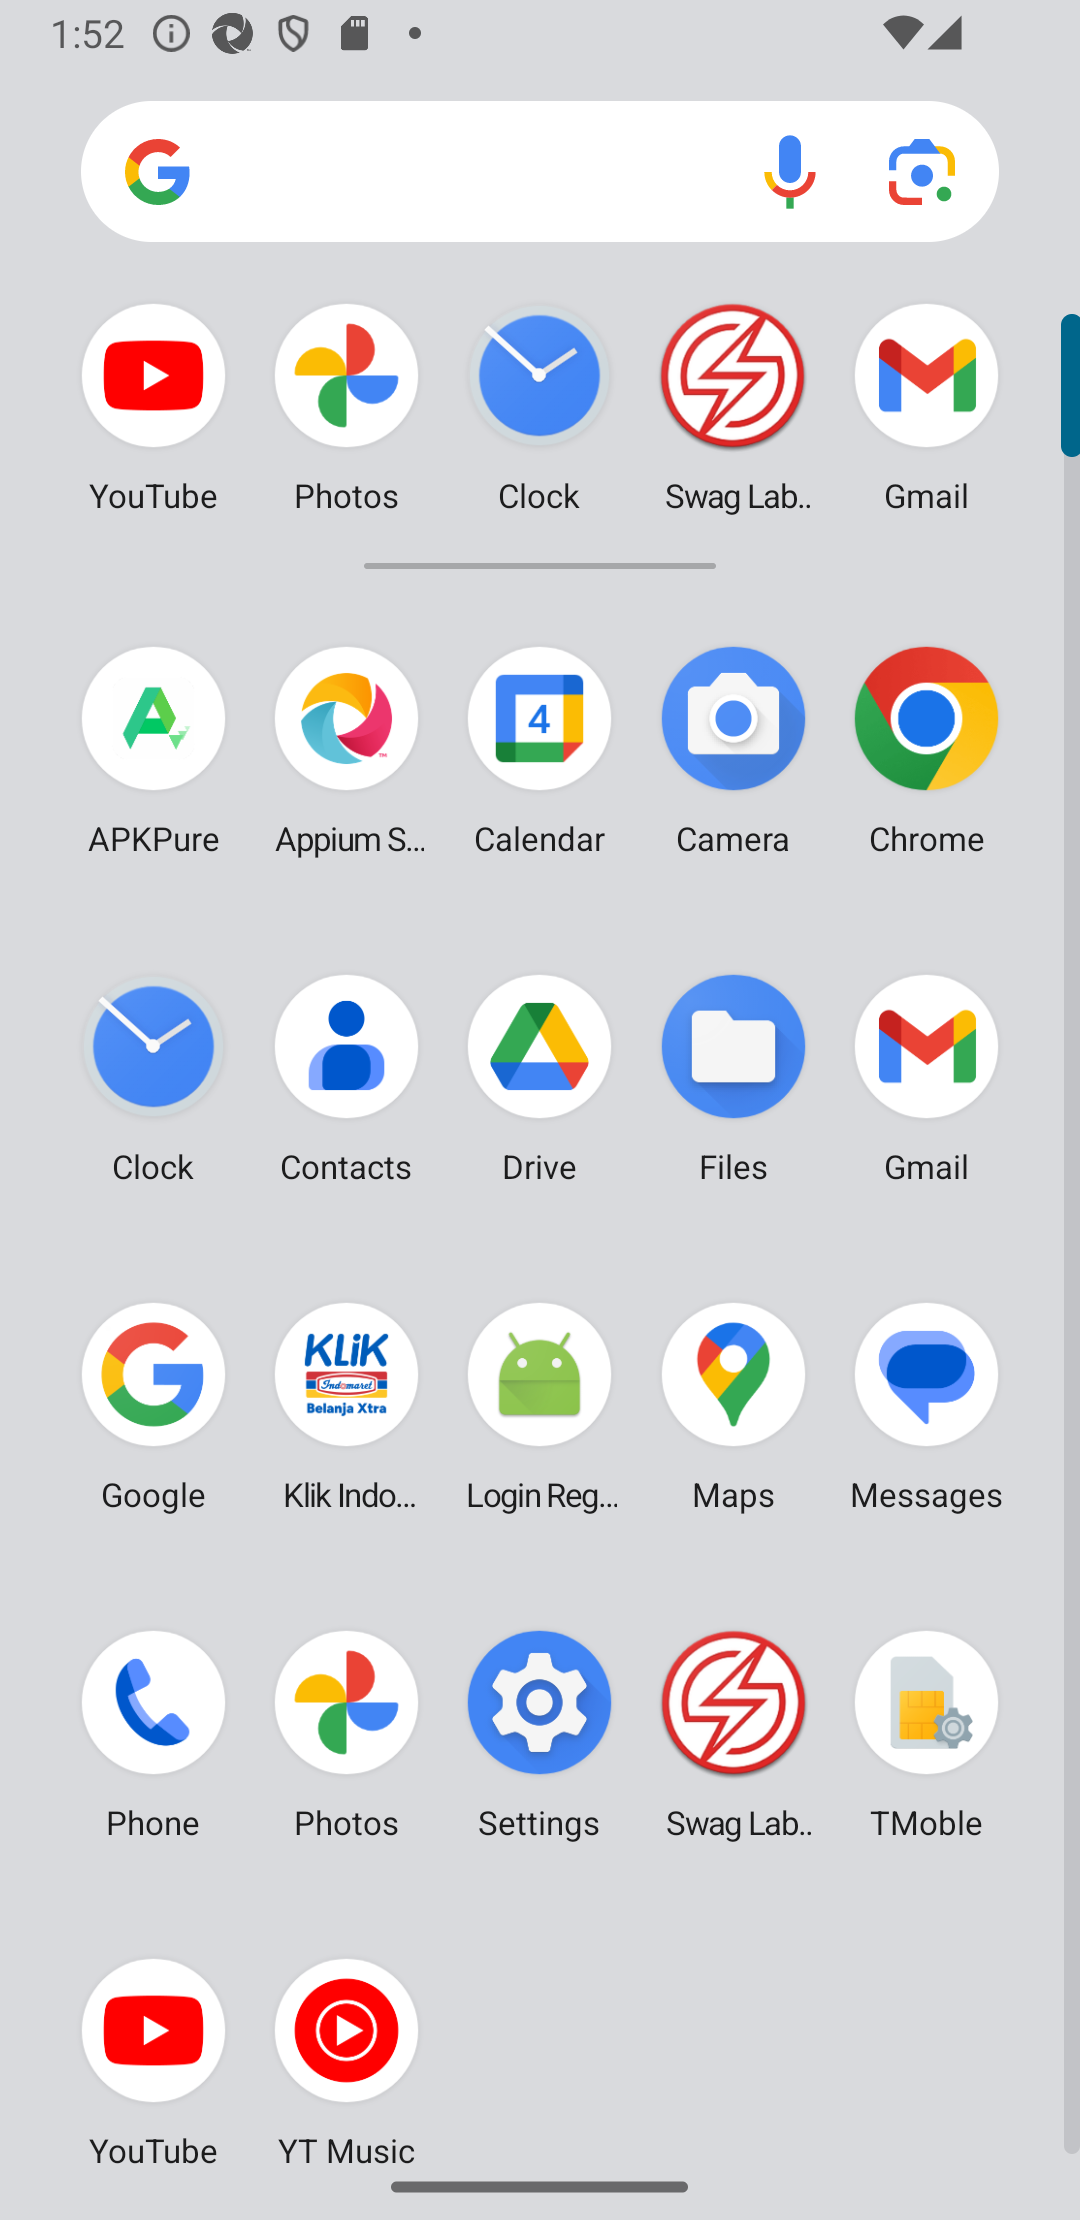 1:52
YouTube Photos Clock Swag Lab.. Gmail
4
APKPure Appium S... Calendar Camera Chrome
Clock Contacts Drive Files Gmail
KLiK
Indomaret
Belanja Xtra
Google Klik Indo... Login Reg... Maps Messages
Phone Photos Settings Swag Lab.. TMoble
YouTube YT Music